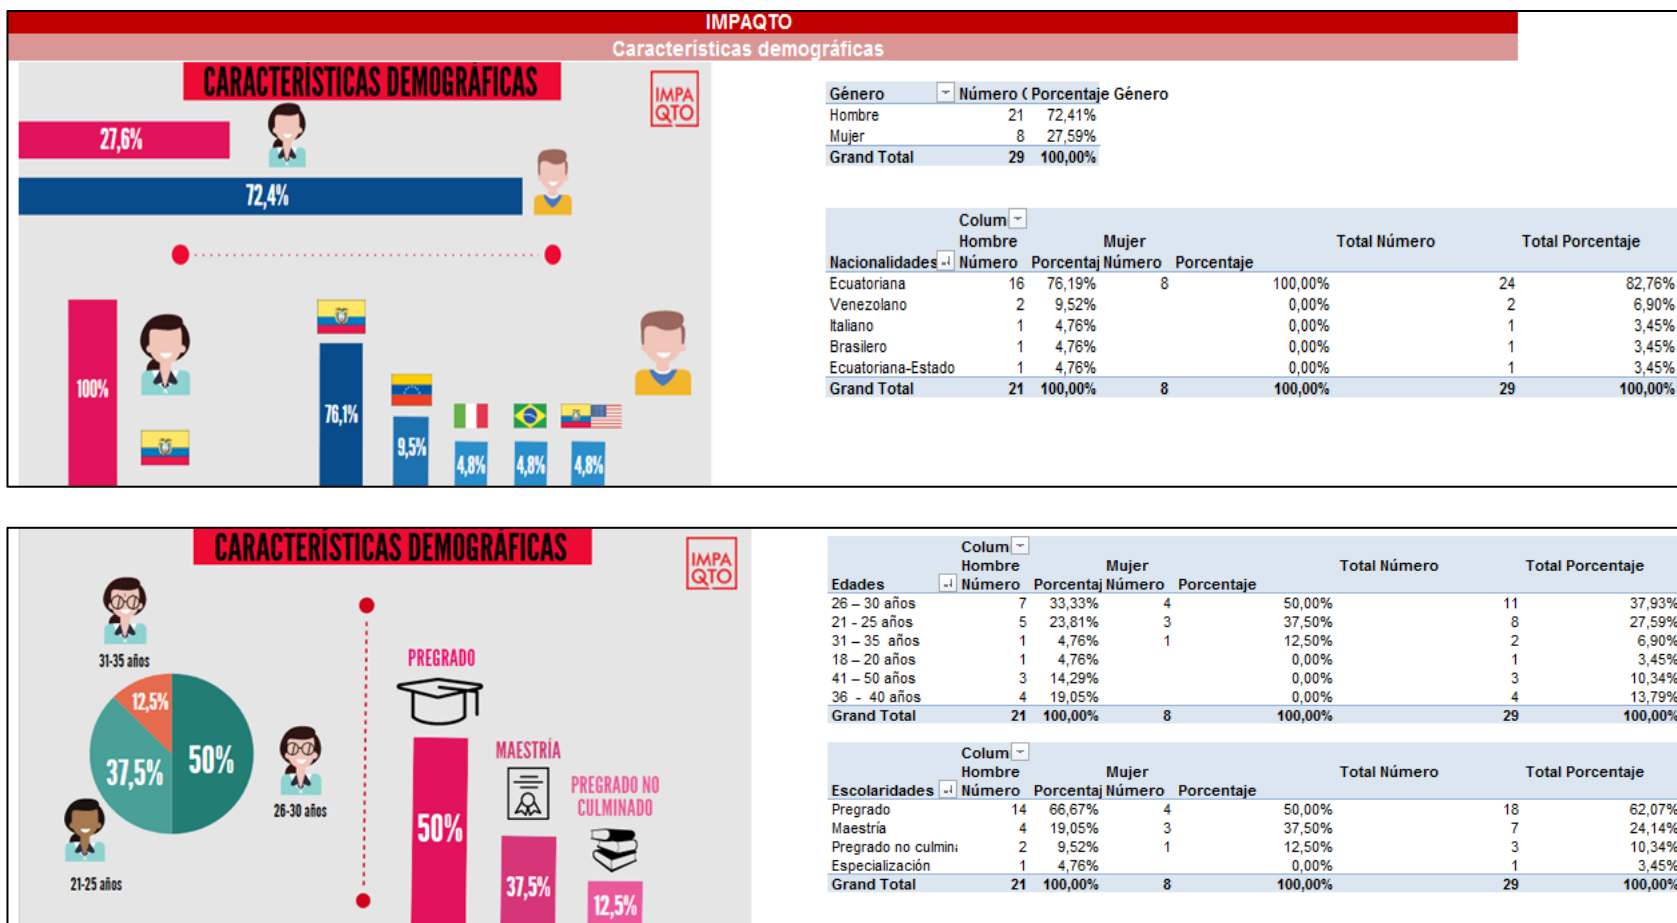 IMPAQTO
Características demográficas
CARACTERÍSTICAS DEMOGRÁFICAS
IMPA
QTO
27,6%
72,4%
100%
76,1%
9,5%
4,8%
4,8%
4,8%
Género Número ( Porcentaje Género
Hombre 21 72,41%
Mujer 8 27,59%
Grand Total 29 100,00%
Colum
Hombre Mujer Total Número Total Porcentaje
Nacionalidades Número Porcentaj Número Porcentaje
Ecuatoriana 16 76,19% 8 100,00% 24 82,76%
Venezolano 2 9,52% 0,00% 2 6,90%
Italiano 1 4,76% 0,00% 1 3,45%
Brasilero 1 4,76% 0,00% 1 3,45%
Ecuatoriana-Estado 1 4,76% 0,00% 1 3,45%
Grand Total 21 100,00% 8 100,00% 29 100,00%
CARACTERÍSTICAS DEMOGRÁFICAS
IMPA
QTO
31-35 años
12,5%
37,5%
50%
26-30 años
21-25 años
PREGRADO
50%
MAESTRÍA
37,5%
PREGRADO NO
CULMINADO
12,5%
Colum
Hombre Mujer Total Número Total Porcentaje
Edades Número Porcentaj Número Porcentaje
26 – 30 años 7 33,33% 4 50,00% 11 37,93%
21 - 25 años 5 23,81% 3 37,50% 8 27,59%
31 – 35 años 1 4,76% 1 12,50% 2 6,90%
18 – 20 años 1 4,76% 0,00% 1 3,45%
41 – 50 años 3 14,29% 0,00% 3 10,34%
36 - 40 años 4 19,05% 0,00% 4 13,79%
Grand Total 21 100,00% 8 100,00% 29 100,00%
Colum
Hombre Mujer Total Número Total Porcentaje
Escolaridades Número Porcentaj Número Porcentaje
Pregrado 14 66,67% 4 50,00% 18 62,07%
Maestría 4 19,05% 3 37,50% 7 24,14%
Pregrado no culmin 2 9,52% 1 12,50% 3 10,34%
Especialización 1 4,76% 0,00% 1 3,45%
Grand Total 21 100,00% 8 100,00% 29 100,00%